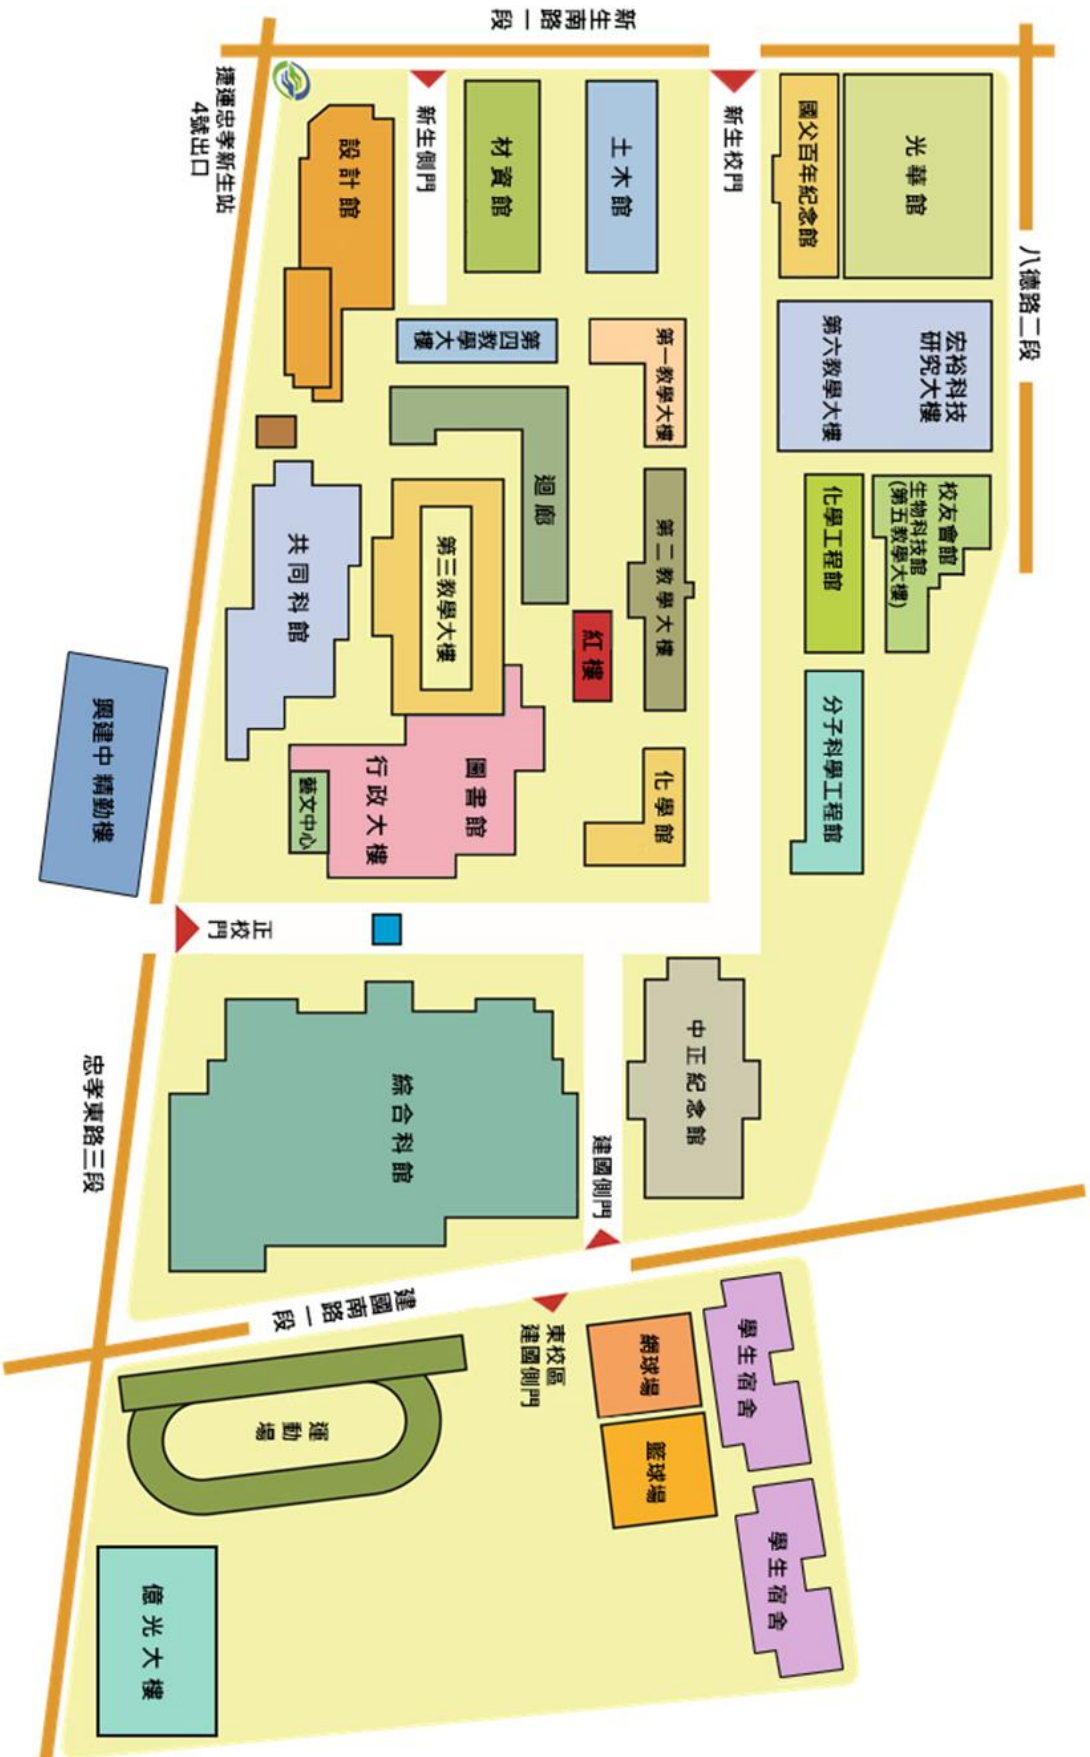 新生南路一段
捷運忠孝新生站
4號出口
新生側門
新生校門
八德路二段
設計館
材資館
土木館
國父百年紀念館
光華館
第四教學大樓
第一教學大樓
第六教學大樓
宏裕科技
研究大樓
迴廊
第二教學大樓
化學工程館
校友會館
生物科技館
(第五教學大樓)
共同科館
第三教學大樓
紅樓
分子科學工程館
興建中 精勤樓
藝文中心
行政大樓
圖書館
化學館
正校門
忠孝東路三段
綜合科館
中正紀念館
建國側門
建國南路一段
東校區
建國側門
網球場
籃球場
學生宿舍
學生宿舍
運動場
億光大樓